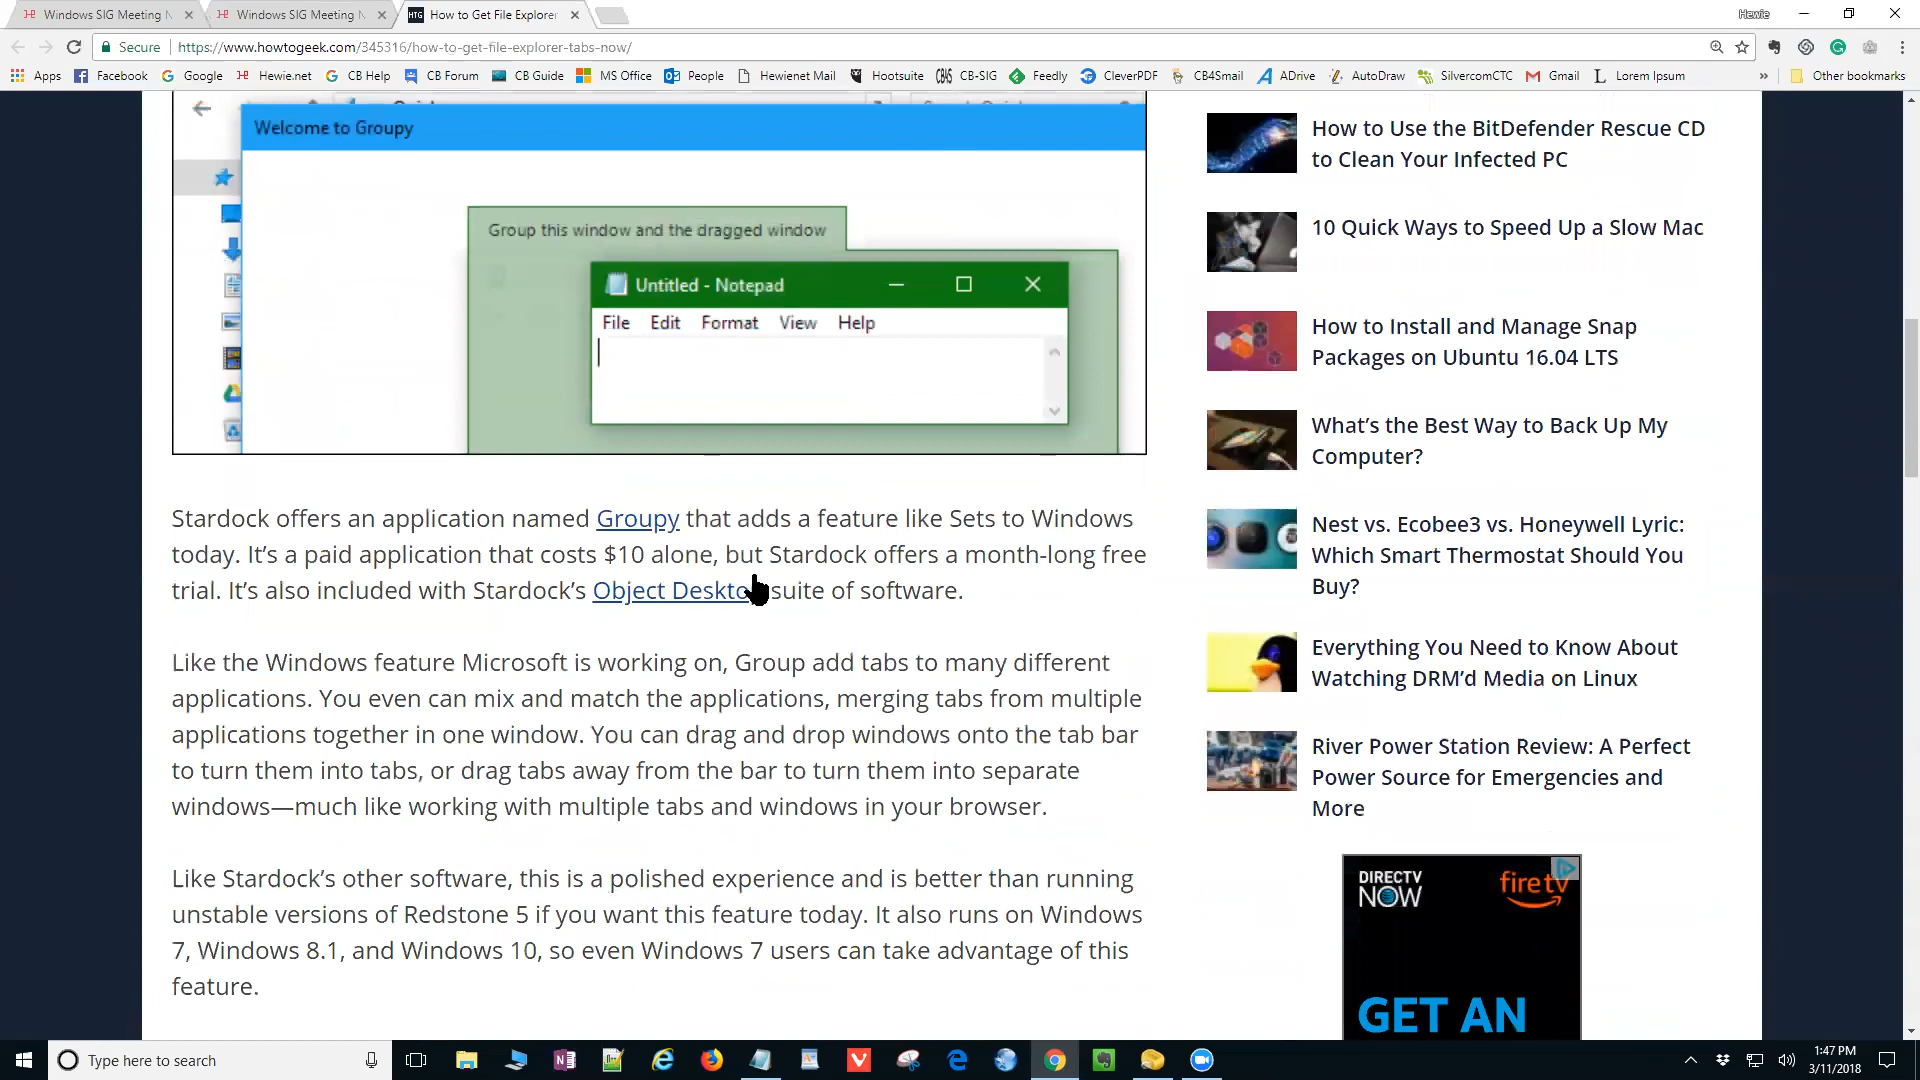 Windows SIG Meeting N
Windows SIG Meeting N
HTG How to Get File Explorer
Hewie
Secure https://www.howtogeek.com/345316/how-to-get-file-explorer-tabs-now/
Apps Facebook Google Hewie.net CB Help CB Forum CB Guide MS Office People Hewienet Mail Hootsuite CB-SIG Feedly CleverPDF CB4Smail ADrive AutoDraw SilvercomCTC Gmail Lorem Ipsum » Other bookmarks
Welcome to Groupy
Group this window and the dragged window
Untitled - Notepad
File Edit Format View Help
Stardock offers an application named Groupy that adds a feature like Sets to Windows
today. It’s a paid application that costs $10 alone, but Stardock offers a month-long free
trial. It’s also included with Stardock’s Object Desktop suite of software.
Like the Windows feature Microsoft is working on, Group add tabs to many different
applications. You even can mix and match the applications, merging tabs from multiple
applications together in one window. You can drag and drop windows onto the tab bar
to turn them into tabs, or drag tabs away from the bar to turn them into separate
windows—much like working with multiple tabs and windows in your browser.
Like Stardock’s other software, this is a polished experience and is better than running
unstable versions of Redstone 5 if you want this feature today. It also runs on Windows
7, Windows 8.1, and Windows 10, so even Windows 7 users can take advantage of this
feature.
How to Use the BitDefender Rescue CD
to Clean Your Infected PC
10 Quick Ways to Speed Up a Slow Mac
How to Install and Manage Snap
Packages on Ubuntu 16.04 LTS
What’s the Best Way to Back Up My
Computer?
Nest vs. Ecobee3 vs. Honeywell Lyric:
Which Smart Thermostat Should You
Buy?
Everything You Need to Know About
Watching DRM’d Media on Linux
River Power Station Review: A Perfect
Power Source for Emergencies and
More
DIRECTV
NOW
fire tv
GET AN
Type here to search
1:47 PM
3/11/2018